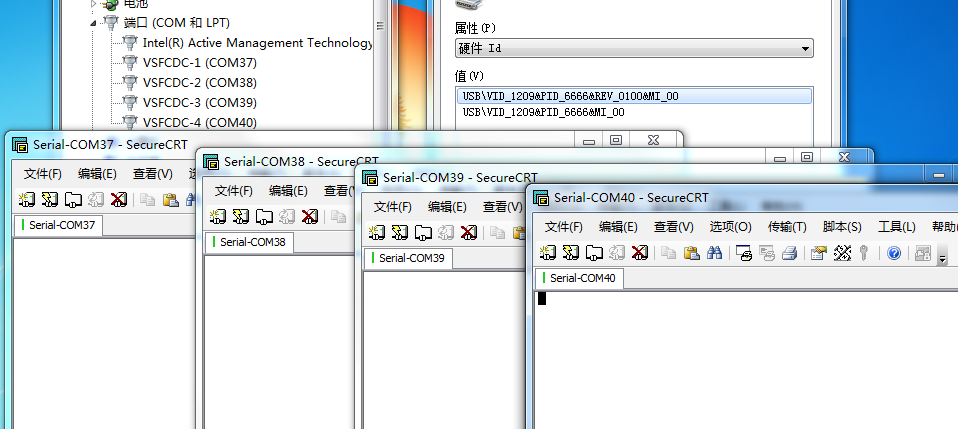 电池
端口 (COM 和 LPT)
Intel(R) Active Management Technology
VSFCDC-1 (COM37)
VSFCDC-2 (COM38)
VSFCDC-3 (COM39)
VSFCDC-4 (COM40)
属性(P)
硬件 Id
值(V)
USB\VID_1209&PID_6666&REV_0100&MI_00
USB\VID_1209&PID_6666&MI_00
Serial-COM37 - SecureCRT
文件(F) 编辑(E) 查看(V)
Serial-COM37
Serial-COM38 - SecureCRT
文件(F) 编辑(E) 查看(V)
Serial-COM38
Serial-COM39 - SecureCRT
文件(F) 编辑(E) 查看(V)
Serial-COM39
Serial-COM40 - SecureCRT
文件(F) 编辑(E) 查看(V) 选项(O) 传输(T) 脚本(S) 工具(L) 帮助
Serial-COM40